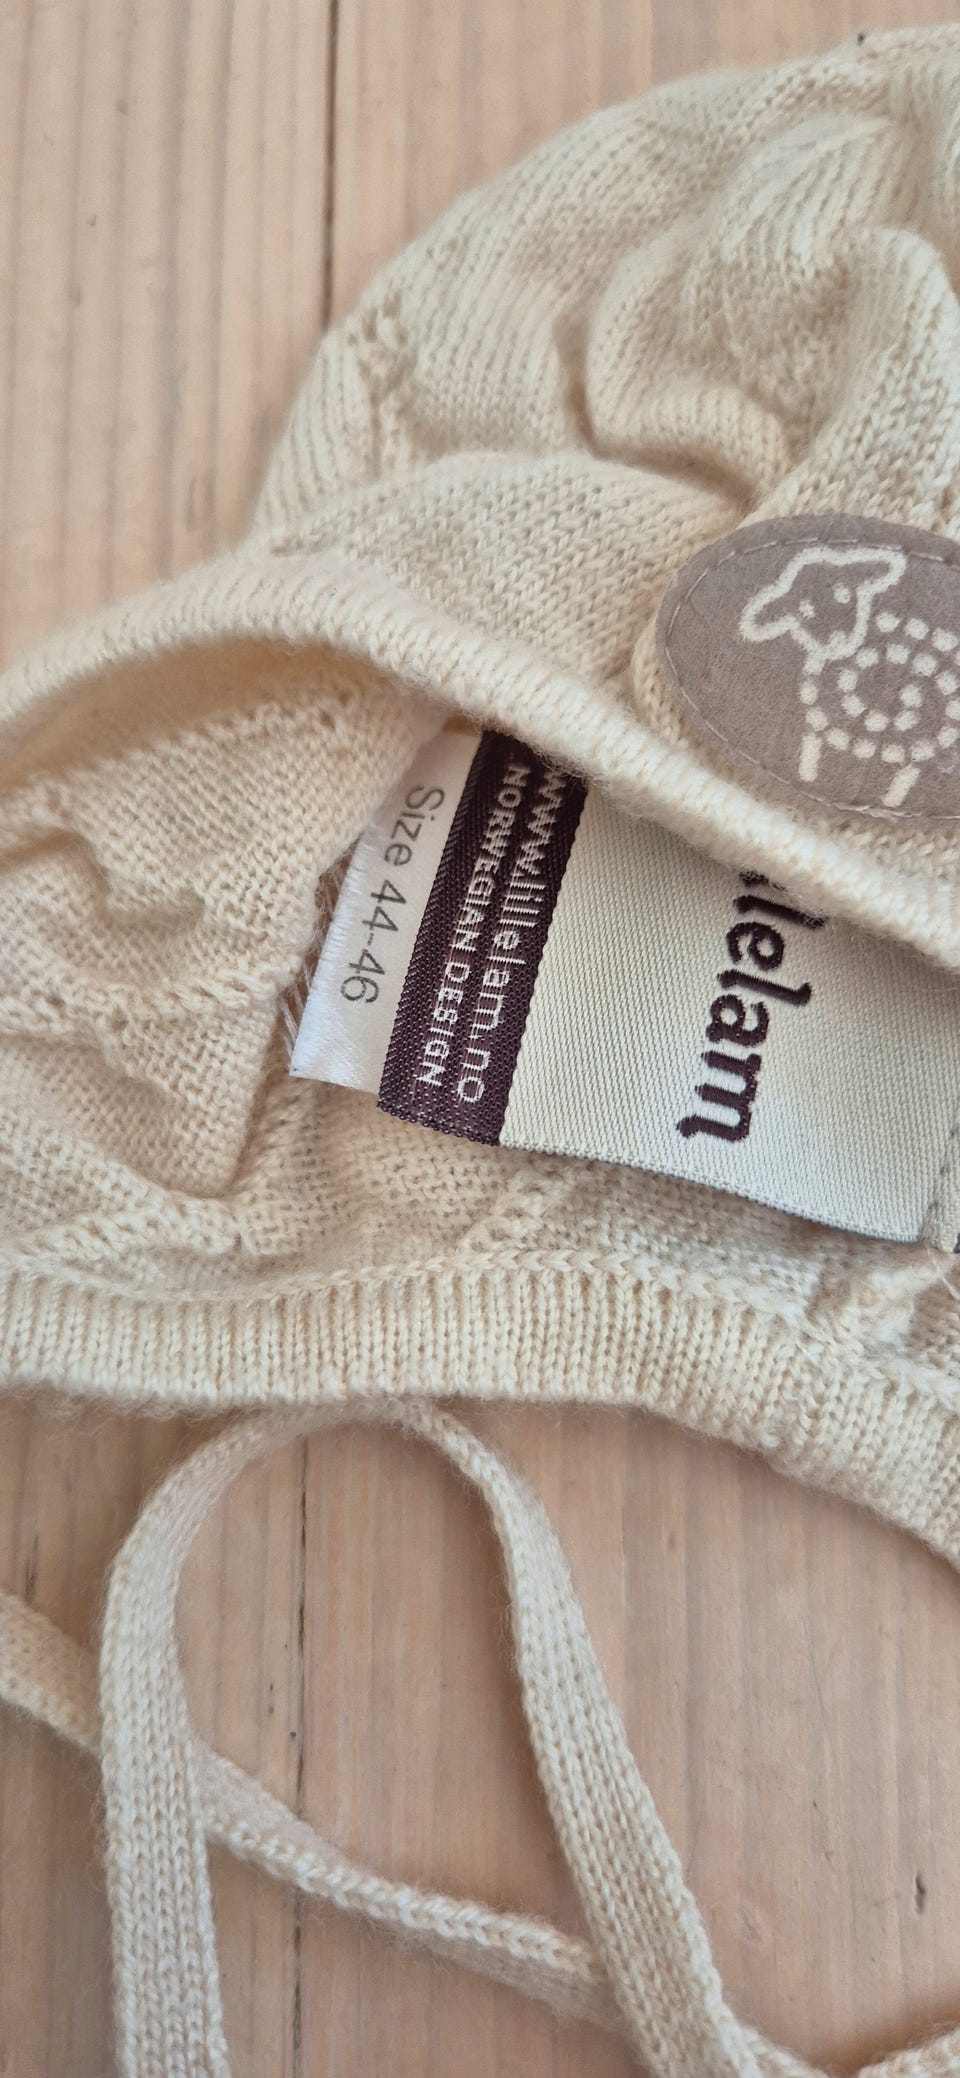 lelam
www.lillelam.no
NORWEGIAN DESIGN
Size 44-46